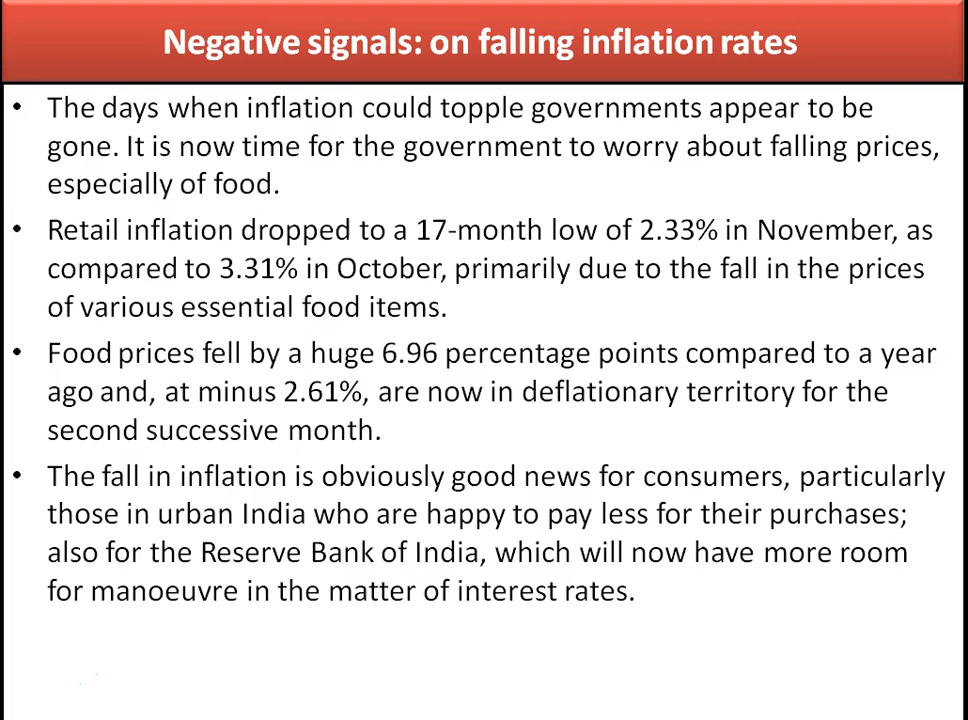 Negative signals: on falling inflation rates
• The days when inflation could topple governments appear to be
gone. It is now time for the government to worry about falling prices,
especially of food.
• Retail inflation dropped to a 17-month low of 2.33% in November, as
compared to 3.31% in October, primarily due to the fall in the prices
of various essential food items.
• Food prices fell by a huge 6.96 percentage points compared to a year
ago and, at minus 2.61%, are now in deflationary territory for the
second successive month.
• The fall in inflation is obviously good news for consumers, particularly
those in urban India who are happy to pay less for their purchases;
also for the Reserve Bank of India, which will now have more room
for manoeuvre in the matter of interest rates.